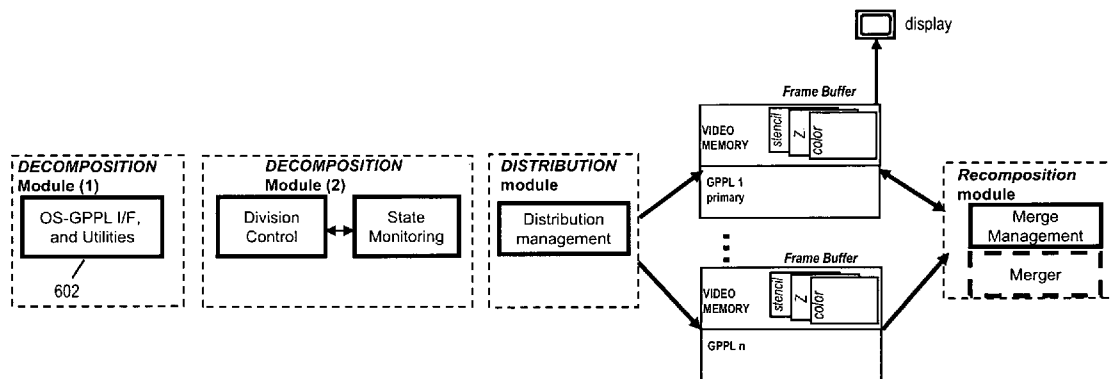 display
Frame Buffer
VIDEO
MEMORY
stencil
Z
color
GPPL 1
primary
DECOMPOSITION
Module (1)
OS-GPPL I/F,
and Utilities
602
DECOMPOSITION
Module (2)
Division
Control
State
Monitoring
DISTRIBUTION
module
Distribution
management
Frame Buffer
VIDEO
MEMORY
stencil
Z
color
GPPL n
Recomposition
module
Merge
Management
Merger